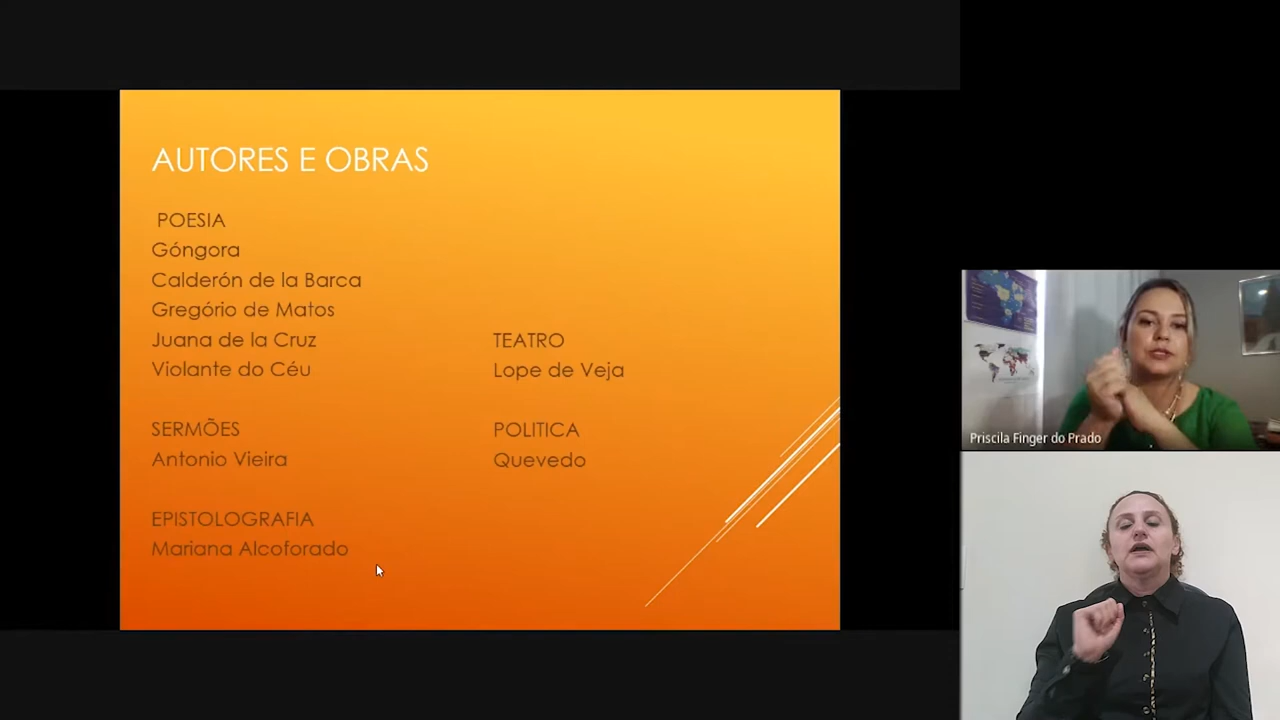 AUTORES E OBRAS
POESIA
Góngora
Calderón de la Barca
Gregório de Matos
Juana de la Cruz
Violante do Céu
SERMÕES
Antonio Vieira
EPISTOLOGRAFIA
Mariana Alcoforado
TEATRO
Lope de Veja
POLITICA
Quevedo
Priscila Finger do Prado